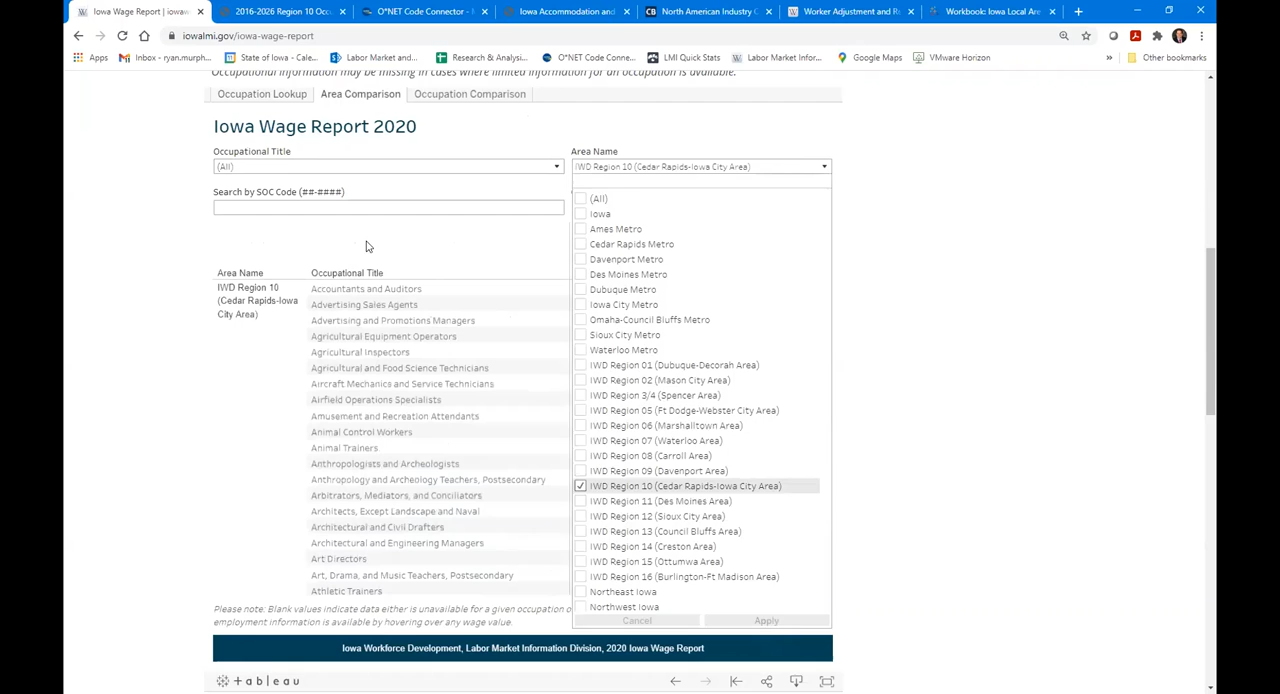 Iowa Wage Report | iowaw
2016-2026 Region 10 Occu
O*NET Code Connector -
Iowa Accommodation and
North American Industry C
Worker Adjustment and Re
Workbook: Iowa Local Are
iowalmi.gov/iowa-wage-report
Apps
Inbox - ryan.murph...
State of Iowa - Cale...
Labor Market and...
Research & Analysi...
O*NET Code Conne...
LMI Quick Stats
Labor Market Infor...
Google Maps
VMware Horizon
»
Other bookmarks
Occupational information may be missing in cases where limited information for an occupation is available.
Occupation Lookup
Area Comparison
Occupation Comparison
Iowa Wage Report 2020
Occupational Title
Area Name
(All)
IWD Region 10 (Cedar Rapids-Iowa City Area)
Search by SOC Code (##-####)
(All)
Iowa
Ames Metro
Cedar Rapids Metro
Davenport Metro
Des Moines Metro
Dubuque Metro
Iowa City Metro
Omaha-Council Bluffs Metro
Sioux City Metro
Waterloo Metro
IWD Region 01 (Dubuque-Decorah Area)
IWD Region 02 (Mason City Area)
IWD Region 3/4 (Spencer Area)
IWD Region 05 (Ft Dodge-Webster City Area)
IWD Region 06 (Marshalltown Area)
IWD Region 07 (Waterloo Area)
IWD Region 08 (Carroll Area)
IWD Region 09 (Davenport Area)
IWD Region 10 (Cedar Rapids-Iowa City Area)
IWD Region 11 (Des Moines Area)
IWD Region 12 (Sioux City Area)
IWD Region 13 (Council Bluffs Area)
IWD Region 14 (Creston Area)
IWD Region 15 (Ottumwa Area)
IWD Region 16 (Burlington-Ft Madison Area)
Northeast Iowa
Northwest Iowa
Cancel
Apply
Area Name
Occupational Title
IWD Region 10
(Cedar Rapids-Iowa
City Area)
Accountants and Auditors
Advertising Sales Agents
Advertising and Promotions Managers
Agricultural Equipment Operators
Agricultural Inspectors
Agricultural and Food Science Technicians
Aircraft Mechanics and Service Technicians
Airfield Operations Specialists
Amusement and Recreation Attendants
Animal Control Workers
Animal Trainers
Anthropologists and Archeologists
Anthropology and Archeology Teachers, Postsecondary
Arbitrators, Mediators, and Conciliators
Architects, Except Landscape and Naval
Architectural and Civil Drafters
Architectural and Engineering Managers
Art Directors
Art, Drama, and Music Teachers, Postsecondary
Athletic Trainers
Please note: Blank values indicate data either is unavailable for a given occupation o
employment information is available by hovering over any wage value.
Iowa Workforce Development, Labor Market Information Division, 2020 Iowa Wage Report
+ a b l e a u